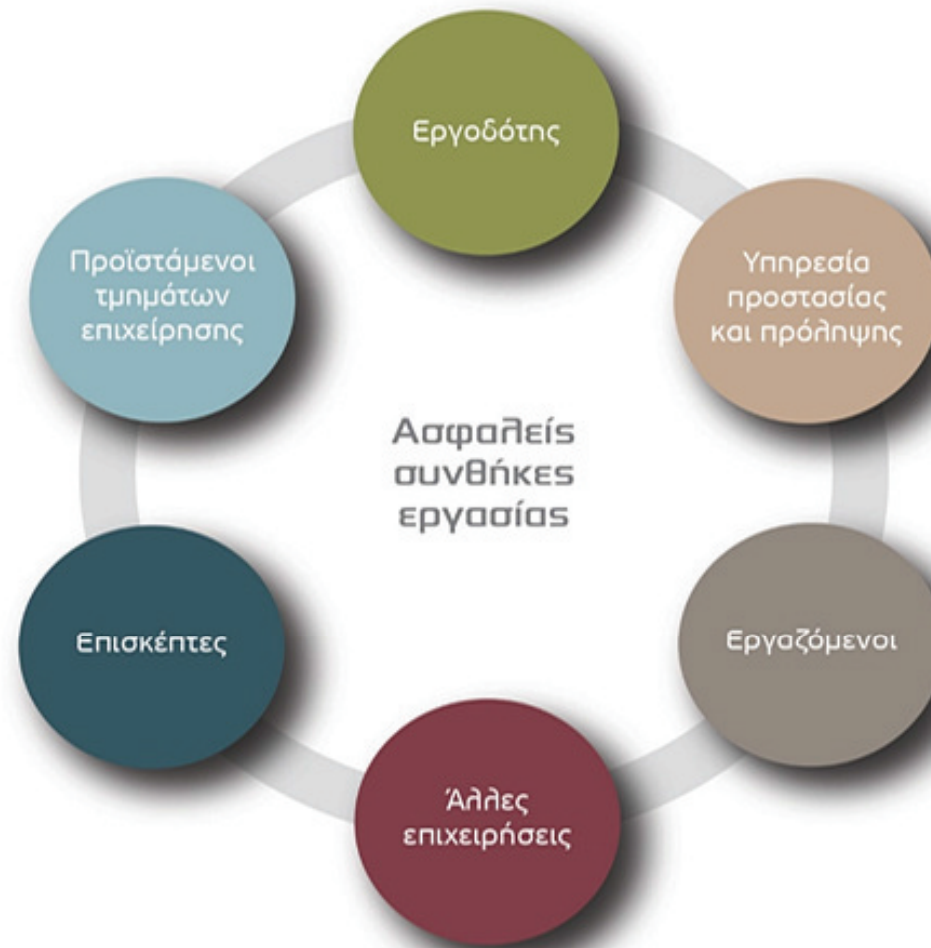 Εργοδότης
Υπηρεσία
προστασίας
και πρόληψης
Εργαζόμενοι
Άλλες
επιχειρήσεις
Επισκέπτες
Προϊστάμενοι
τμημάτων
επιχείρησης
Ασφαλείς
συνθήκες
εργασίας